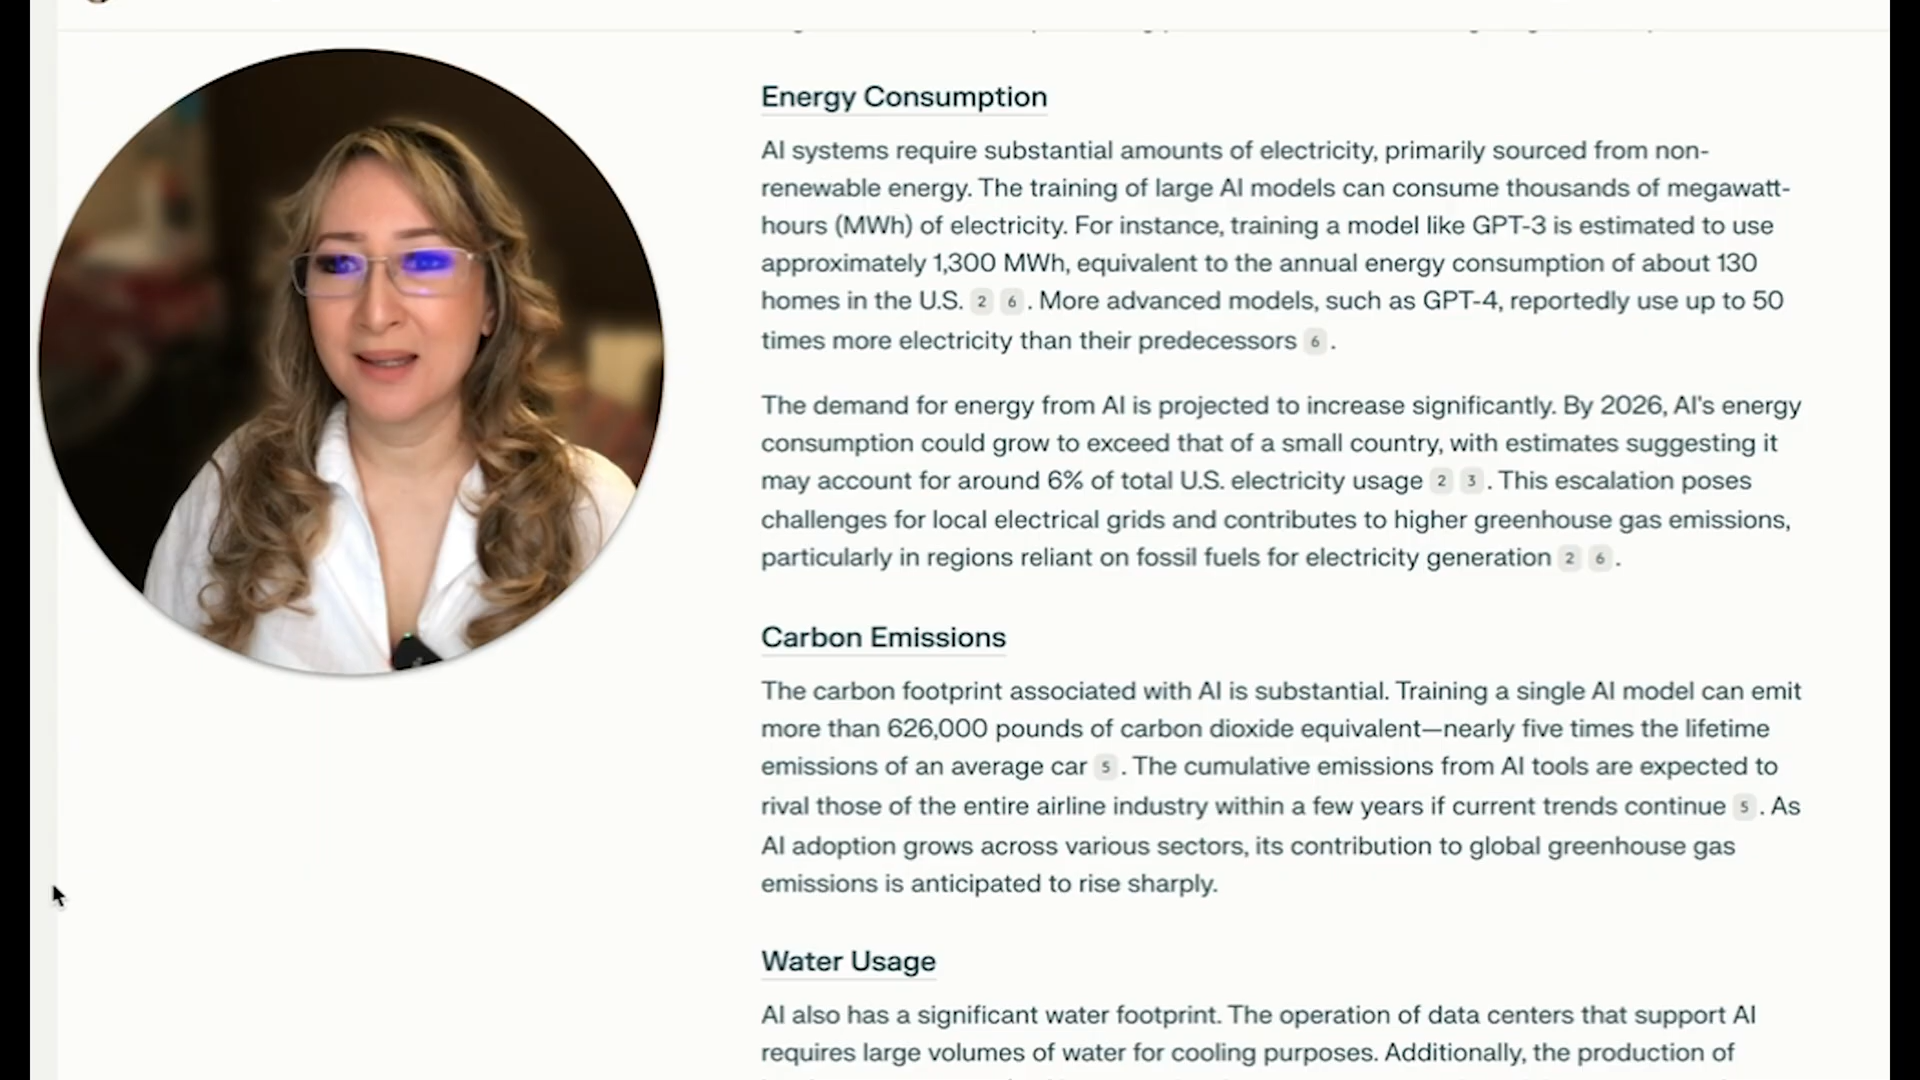 Energy Consumption
AI systems require substantial amounts of electricity, primarily sourced from non-
renewable energy. The training of large AI models can consume thousands of megawatt-
hours (MWh) of electricity. For instance, training a model like GPT-3 is estimated to use
approximately 1,300 MWh, equivalent to the annual energy consumption of about 130
homes in the U.S. 2 6 . More advanced models, such as GPT-4, reportedly use up to 50
times more electricity than their predecessors 6 .
The demand for energy from AI is projected to increase significantly. By 2026, AI's energy
consumption could grow to exceed that of a small country, with estimates suggesting it
may account for around 6% of total U.S. electricity usage 2 3 . This escalation poses
challenges for local electrical grids and contributes to higher greenhouse gas emissions,
particularly in regions reliant on fossil fuels for electricity generation 2 6 .
Carbon Emissions
The carbon footprint associated with AI is substantial. Training a single AI model can emit
more than 626,000 pounds of carbon dioxide equivalent—nearly five times the lifetime
emissions of an average car 5 . The cumulative emissions from AI tools are expected to
rival those of the entire airline industry within a few years if current trends continue 5 . As
AI adoption grows across various sectors, its contribution to global greenhouse gas
emissions is anticipated to rise sharply.
Water Usage
AI also has a significant water footprint. The operation of data centers that support AI
requires large volumes of water for cooling purposes. Additionally, the production of